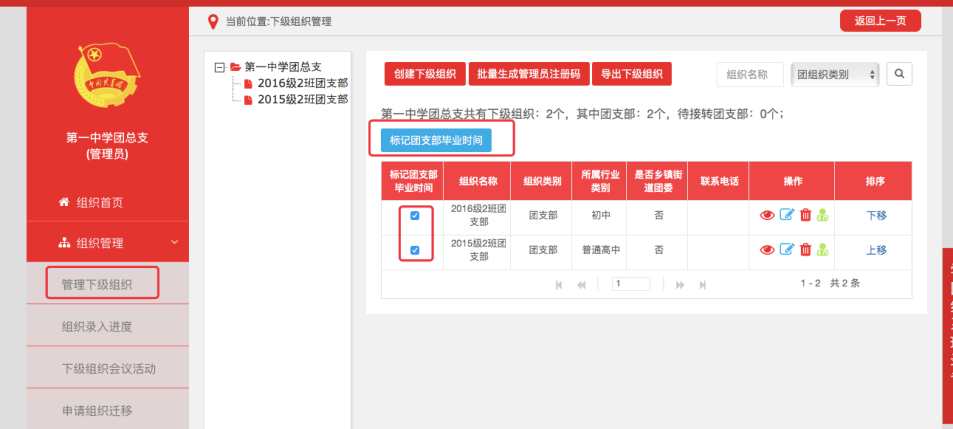 当前位置:下级组织管理
返回上一页
第一中学团总支
(管理员)
组织首页
组织管理
管理下级组织
组织录入进度
下级组织会议活动
申请组织迁移
第一中学团总支
2016级2班团支部
2015级2班团支部
创建下级组织 批量生成管理员注册码 导出下级组织 组织名称 团组织类别
第一中学团总支共有下级组织：2个，其中团支部：2个，待接转团支部：0个；
标记团支部毕业时间
标记团支部
毕业时间
组织名称
组织类别
所属行业
类别
是否乡镇街
道团委
联系电话
操作
排序
2016级2班团
支部
团支部
初中
否
下移
2015级2班团
支部
团支部
普通高中
否
上移
1
1 - 2 共 2 条